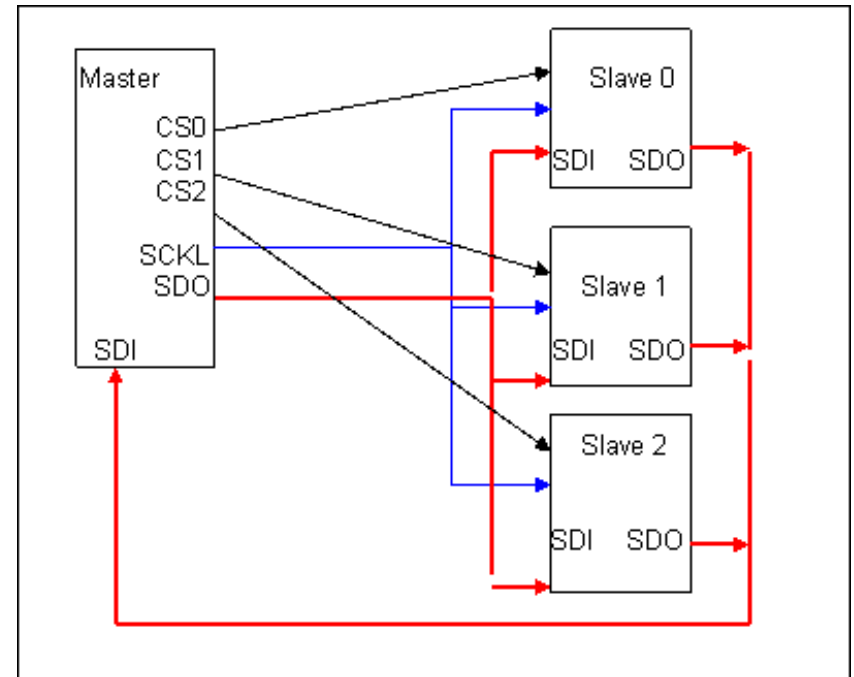 Master
CS0
CS1
CS2
SCKL
SDO
SDI
Slave 0
SDI SDO
Slave 1
SDI SDO
Slave 2
SDI SDO